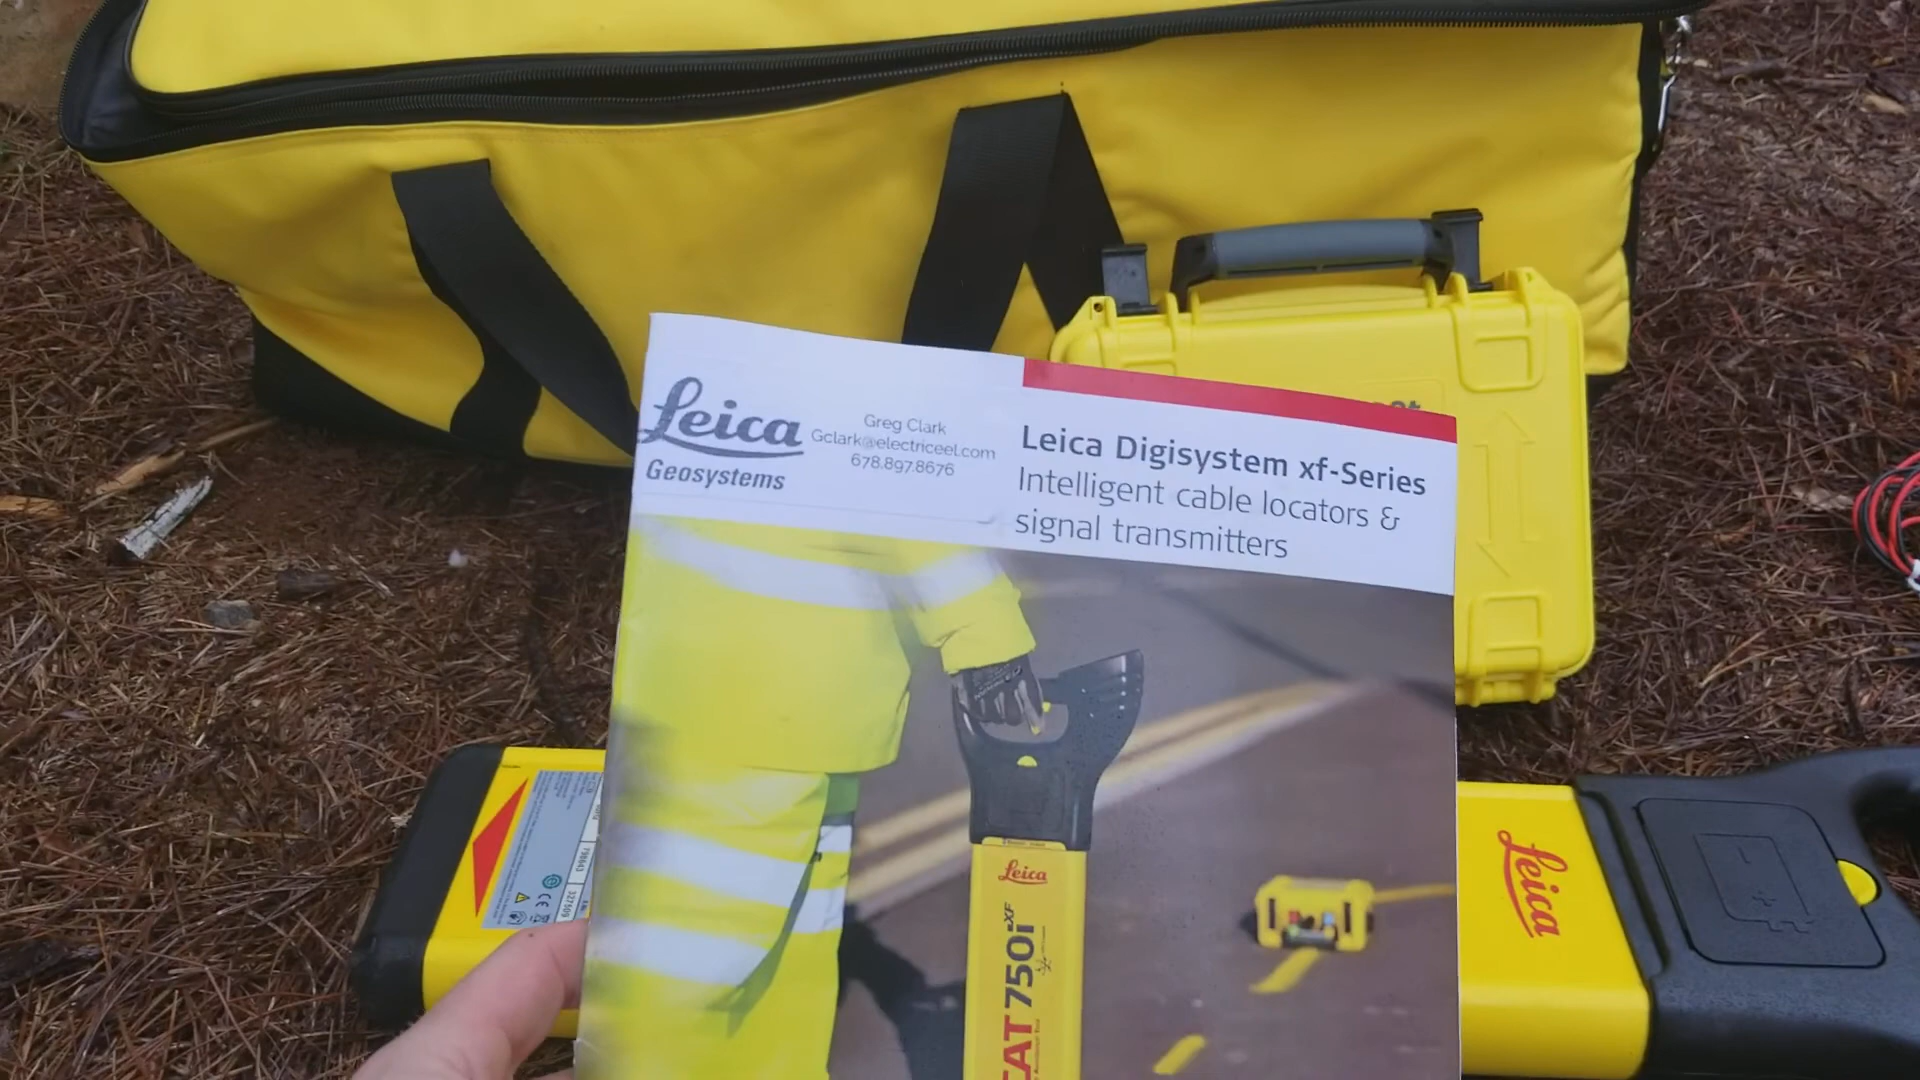 Leica
Geosystems
Greg Clark
Gclark@electriceel.com
678.897.8676
Leica Digisystem xf-Series
Intelligent cable locators &
signal transmitters
Leica
CAT 750i xf
Leica
327509